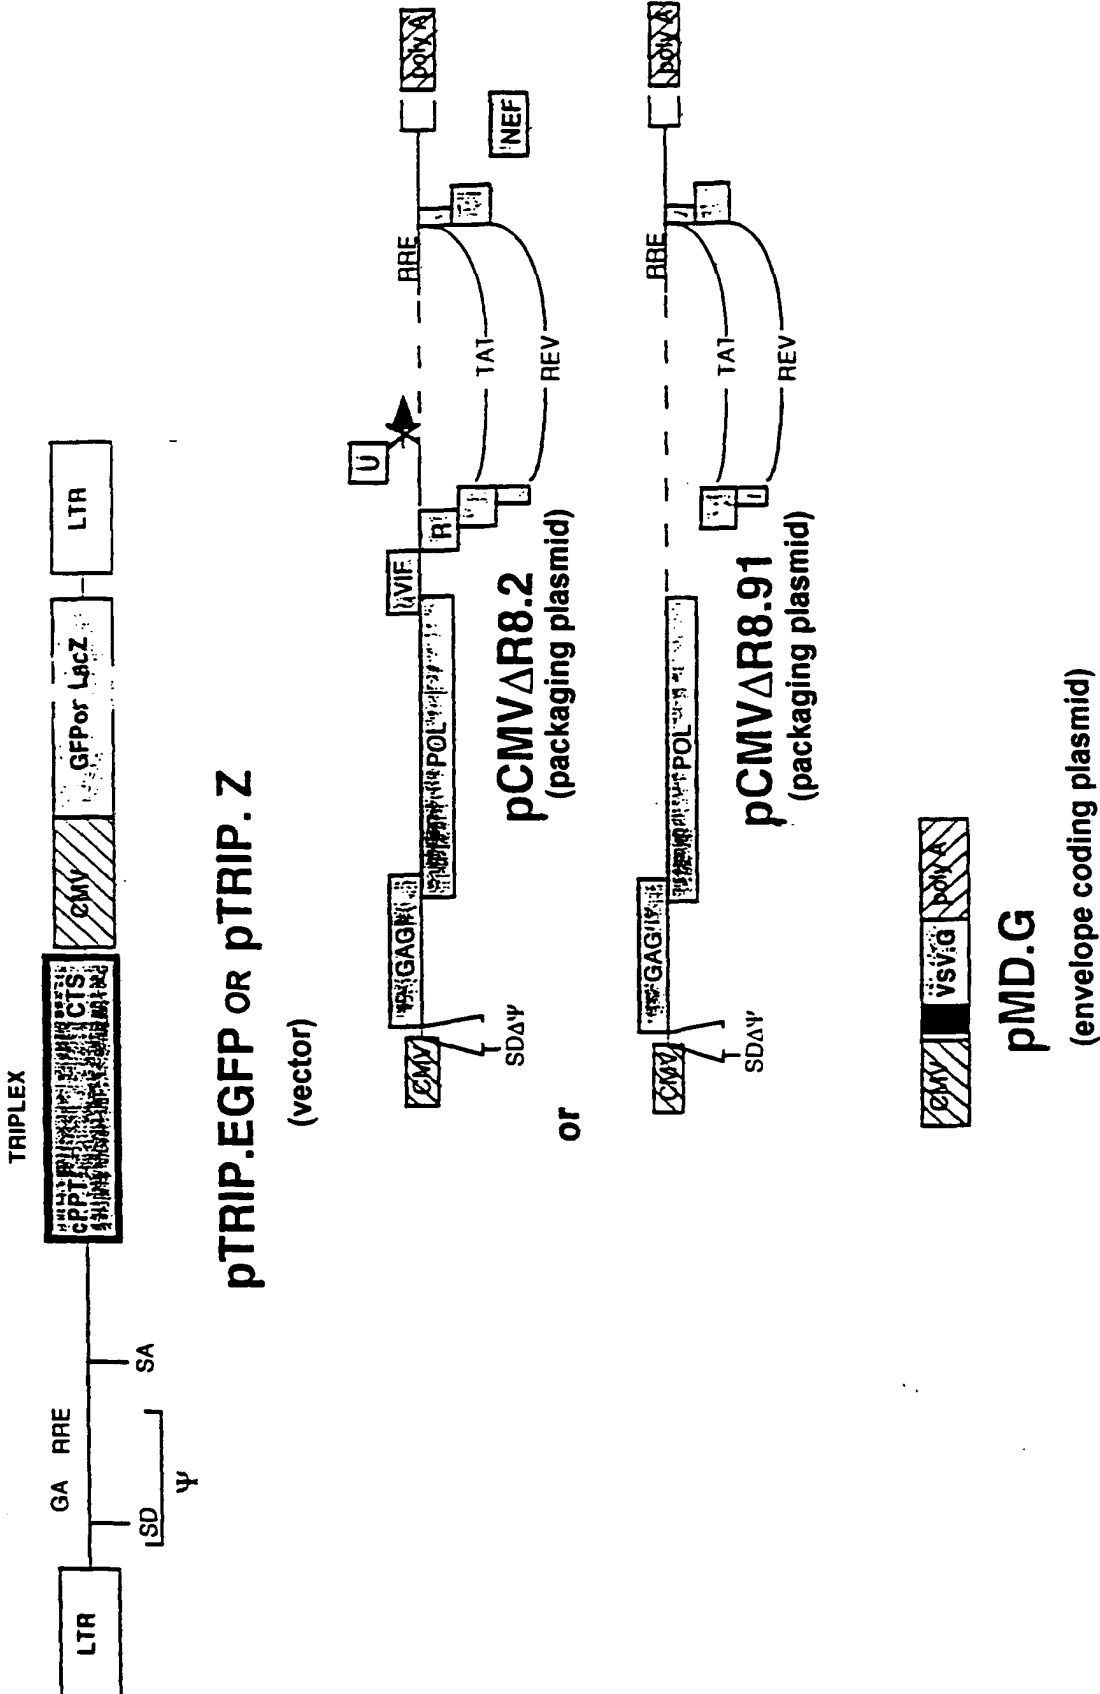 TRIPLEX
LTR
GA RRE
cPPT CTS
CMV
GFP or LacZ
LTR
SD
SA
Ψ
pTRIP.EGFP OR pTRIP. Z
(vector)
CMV
GAG
POL
VIF
R
U
RRE
poly A
SDΔΨ
TAT
REV
NEF
pCMVΔR8.2
(packaging plasmid)
or
CMV
GAG
POL
RRE
poly A
SDΔΨ
TAT
REV
pCMVΔR8.91
(packaging plasmid)
CMV
VSV.G
poly A
pMD.G
(envelope coding plasmid)